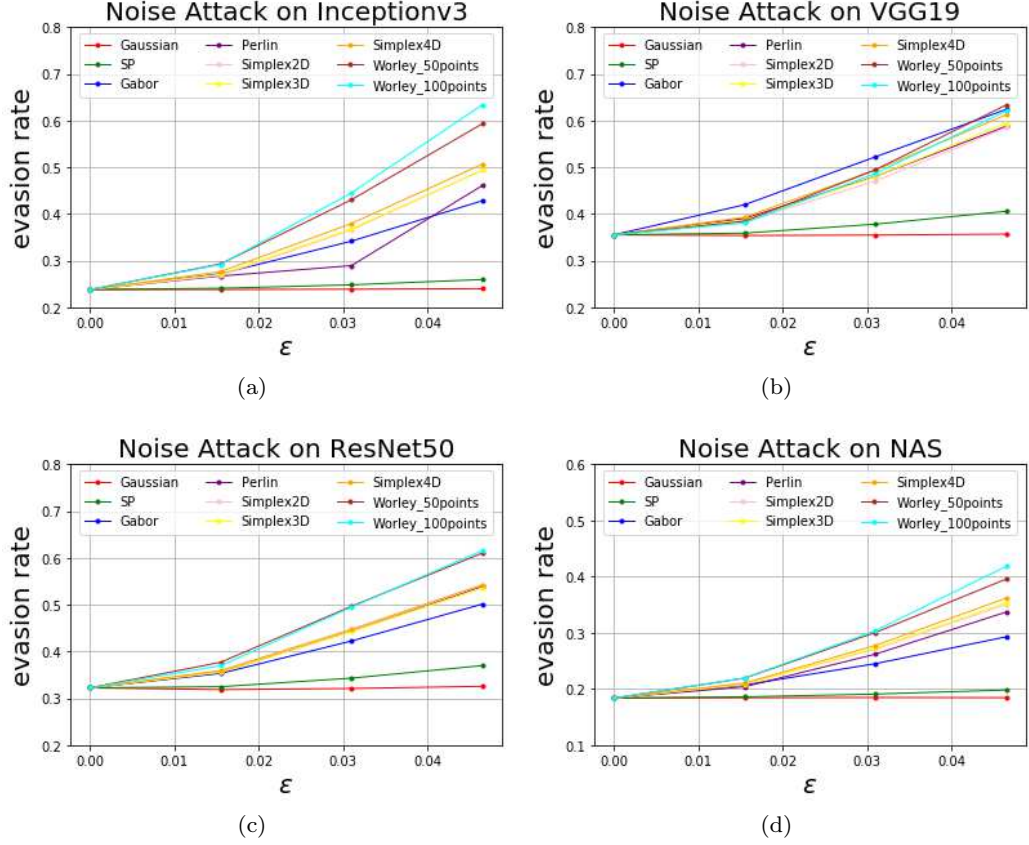 Noise Attack on Inceptionv3
0.8
0.7
0.6
0.5
0.4
0.3
0.2
evasion rate
Gaussian
SP
Gabor
Perlin
Simplex2D
Simplex3D
Simplex4D
Worley_50points
Worley_100points
0.00 0.01 0.02 0.03 0.04
ε
(a)
Noise Attack on VGG19
0.8
0.7
0.6
0.5
0.4
0.3
0.2
evasion rate
Gaussian
SP
Gabor
Perlin
Simplex2D
Simplex3D
Simplex4D
Worley_50points
Worley_100points
0.00 0.01 0.02 0.03 0.04
ε
(b)
Noise Attack on ResNet50
0.8
0.7
0.6
0.5
0.4
0.3
0.2
evasion rate
Gaussian
SP
Gabor
Perlin
Simplex2D
Simplex3D
Simplex4D
Worley_50points
Worley_100points
0.00 0.01 0.02 0.03 0.04
ε
(c)
Noise Attack on NAS
0.6
0.5
0.4
0.3
0.2
0.1
evasion rate
Gaussian
SP
Gabor
Perlin
Simplex2D
Simplex3D
Simplex4D
Worley_50points
Worley_100points
0.00 0.01 0.02 0.03 0.04
ε
(d)